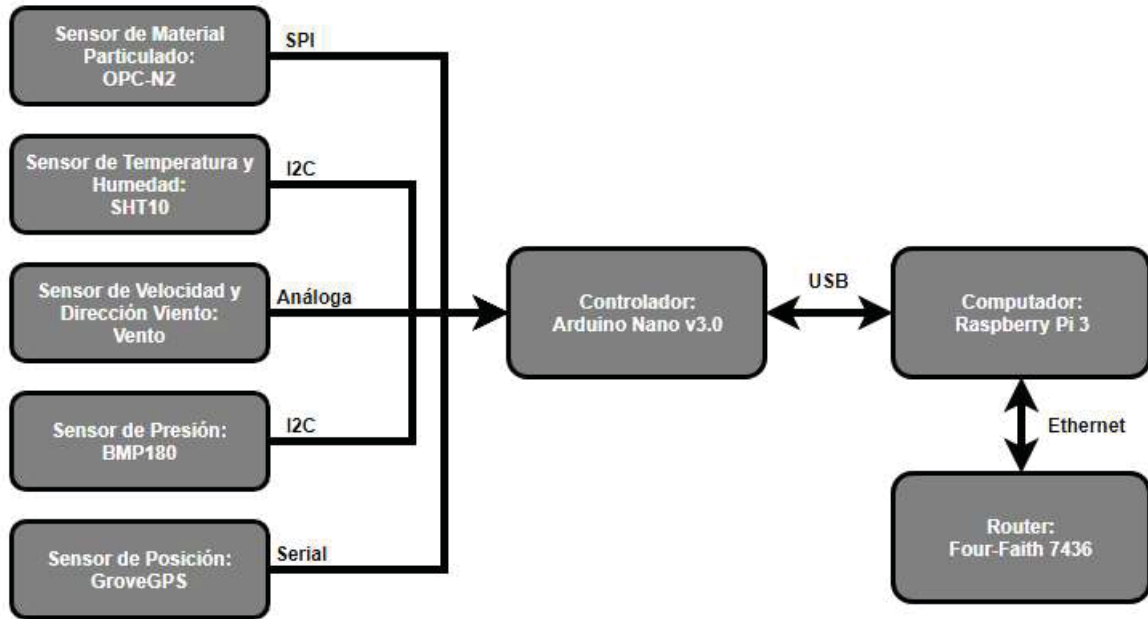 Sensor de Material
Particulado:
OPC-N2
SPI
Sensor de Temperatura y
Humedad:
SHT10
I2C
Sensor de Velocidad y
Dirección Viento:
Vento
Análoga
Sensor de Presión:
BMP180
I2C
Sensor de Posición:
GroveGPS
Serial
Controlador:
Arduino Nano v3.0
USB
Computador:
Raspberry Pi 3
Ethernet
Router:
Four-Faith 7436